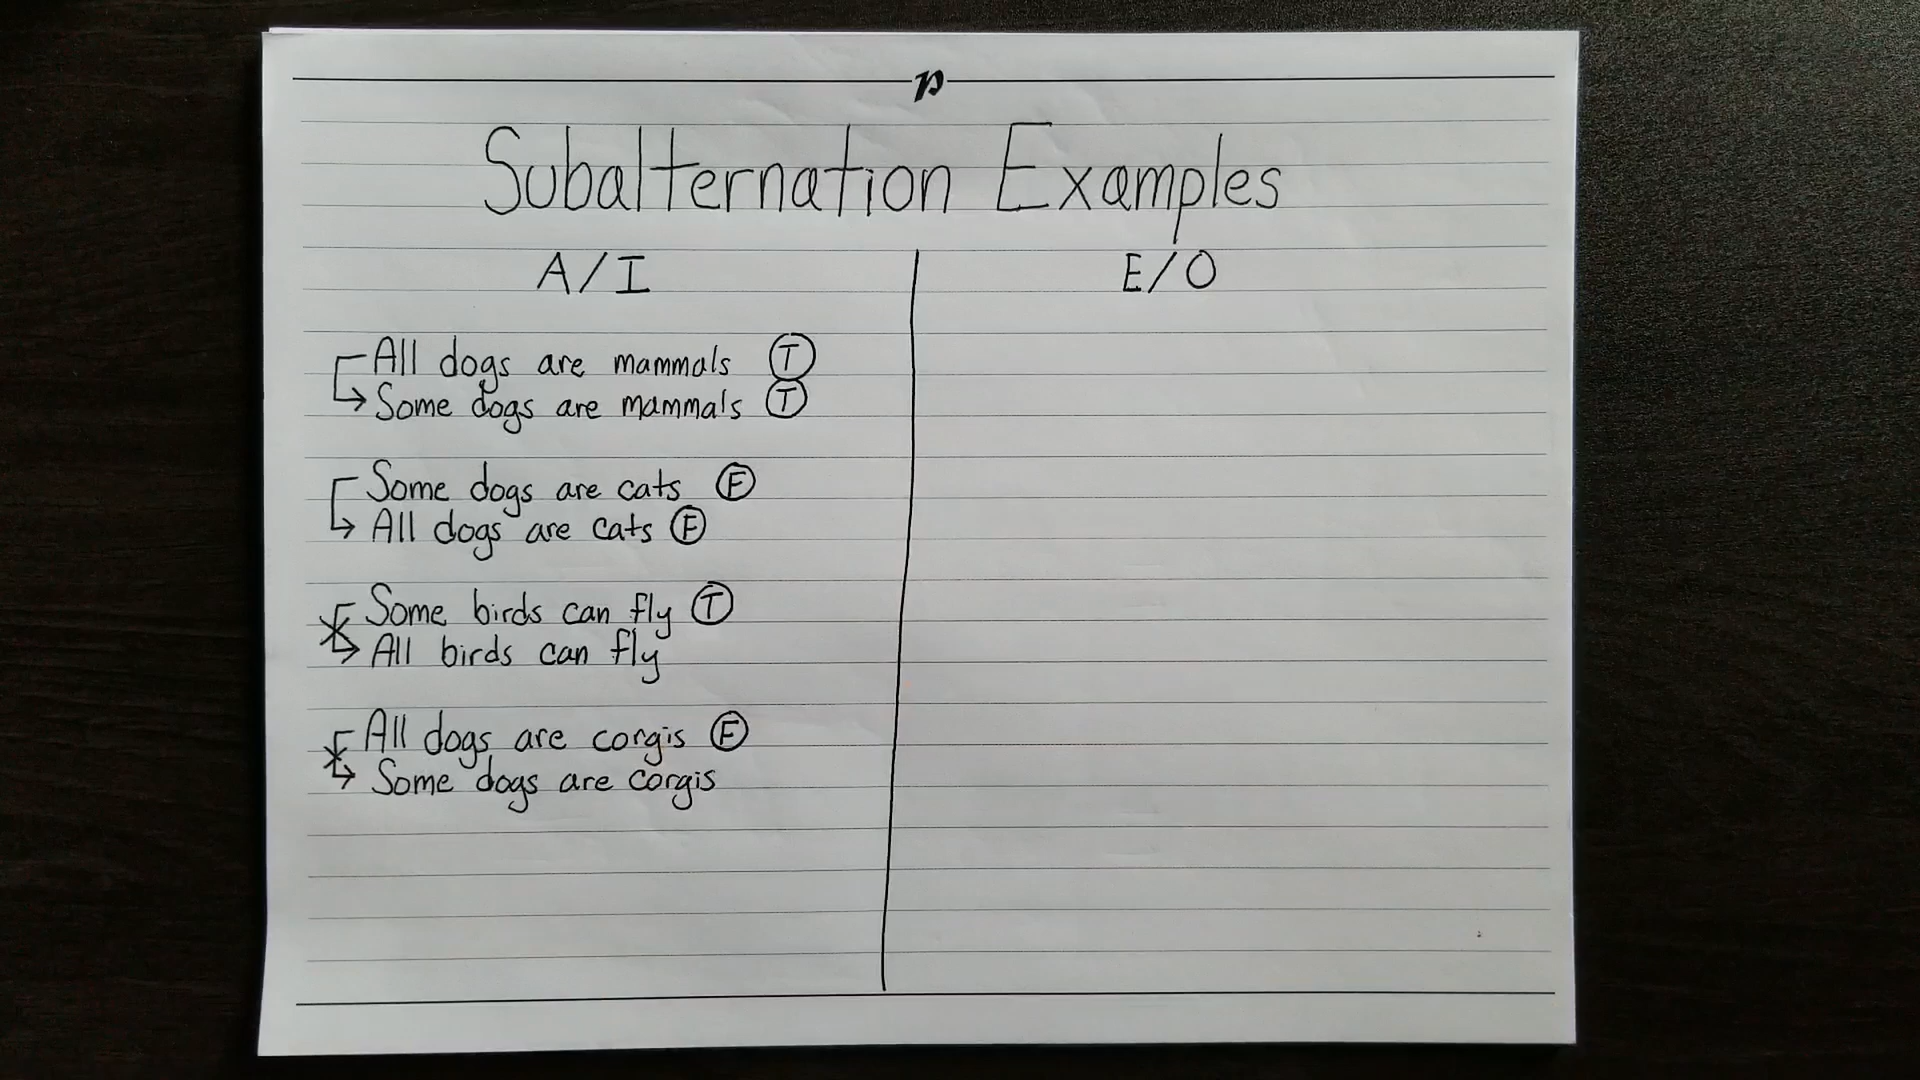 p
Subalternation Examples
A/I
All dogs are mammals T
Some dogs are mammals T
Some dogs are cats F
All dogs are cats F
Some birds can fly T
All birds can fly
All dogs are corgis F
Some dogs are corgis
E/O